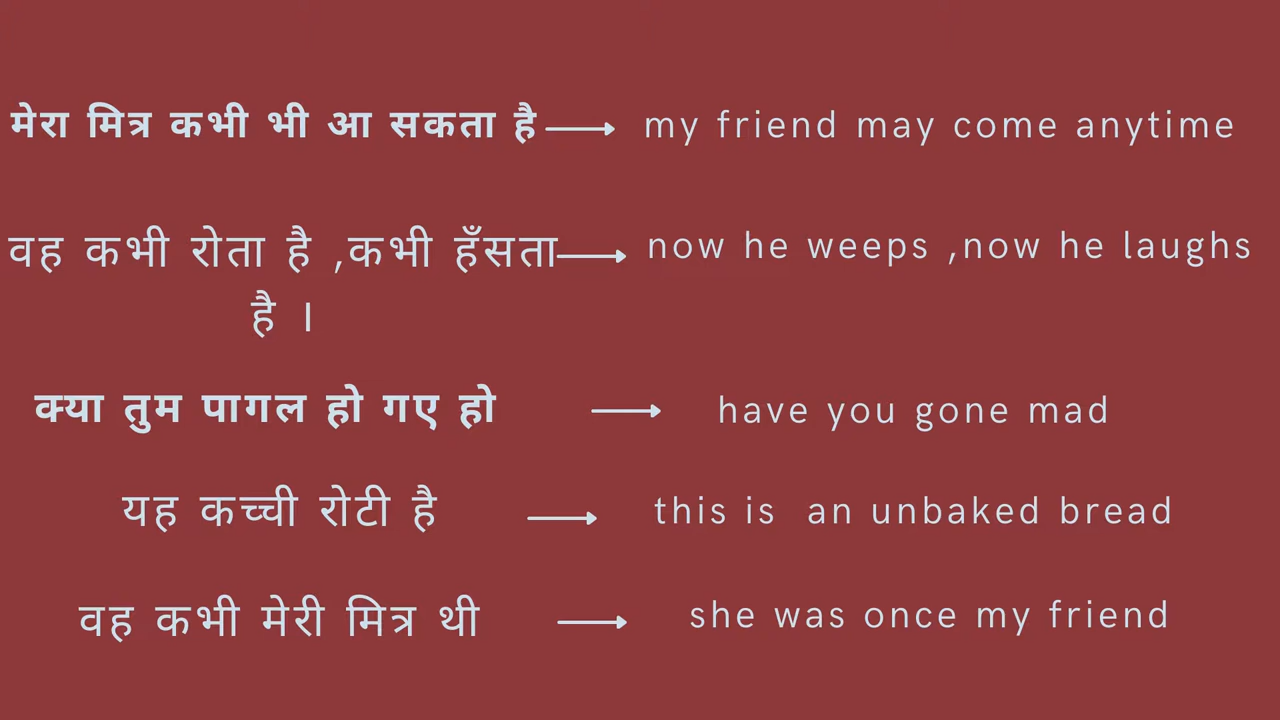 मेरा मित्र कभी भी आ सकता है → my friend may come anytime
वह कभी रोता है ,कभी हँसता → now he weeps ,now he laughs
है ।
क्या तुम पागल हो गए हो → have you gone mad
यह कच्ची रोटी है → this is an unbaked bread
वह कभी मेरी मित्र थी → she was once my friend